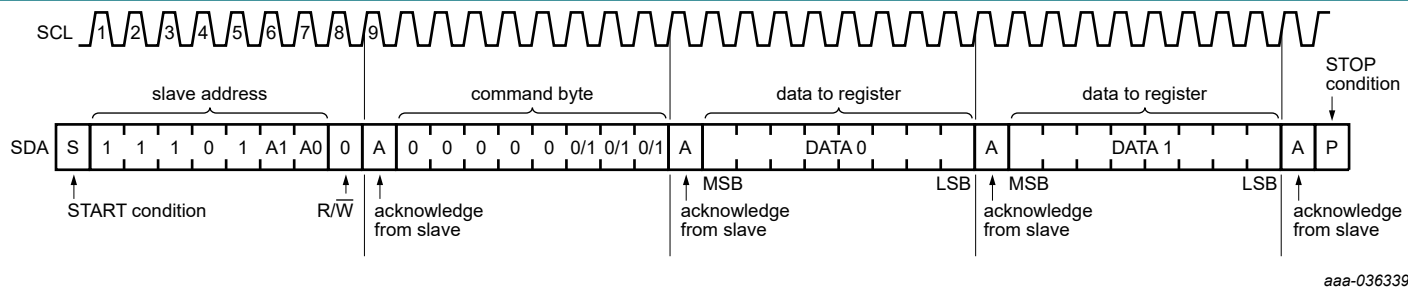 SCL 1 2 3 4 5 6 7 8 9
STOP
condition
slave address command byte data to register data to register
SDA S 1 1 1 0 1 A1 A0 0 A 0 0 0 0 0 0/1 0/1 0/1 A DATA 0 A DATA 1 A P
MSB LSB MSB LSB
START condition R/W̅ acknowledge acknowledge acknowledge acknowledge
from slave from slave from slave from slave
aaa-036339